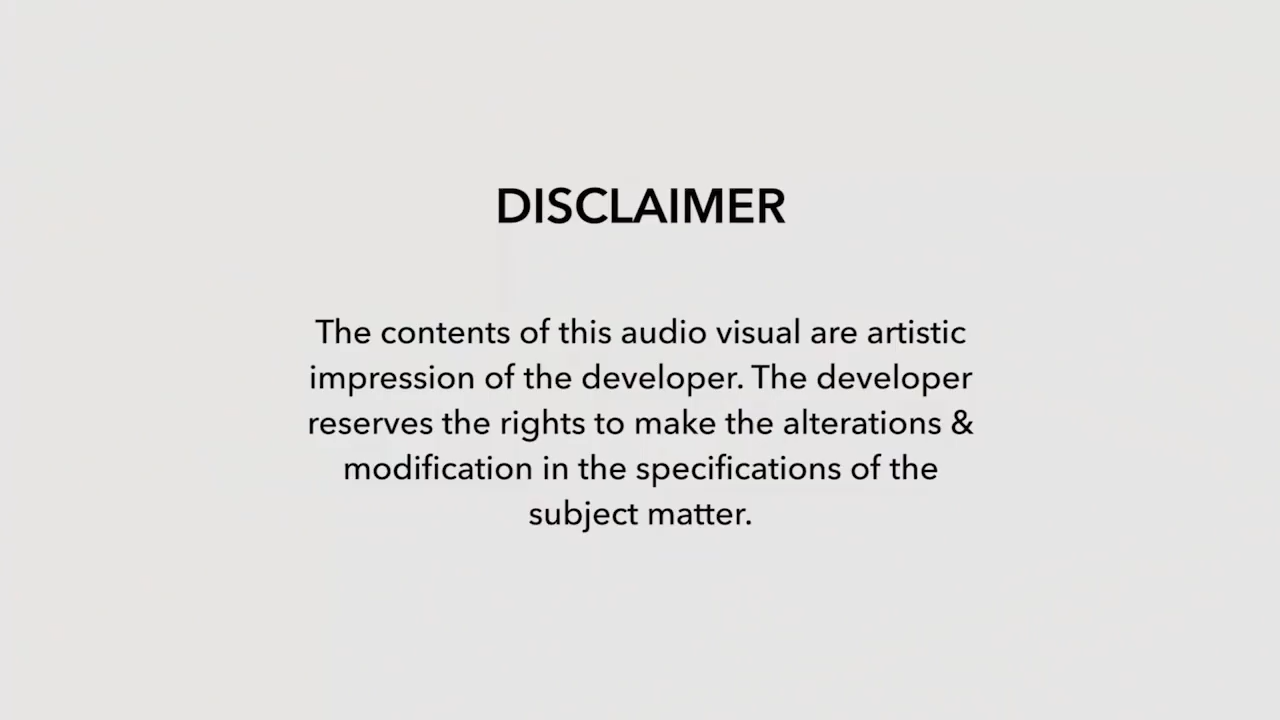 DISCLAIMER
The contents of this audio visual are artistic
impression of the developer. The developer
reserves the rights to make the alterations &
modification in the specifications of the
subject matter.